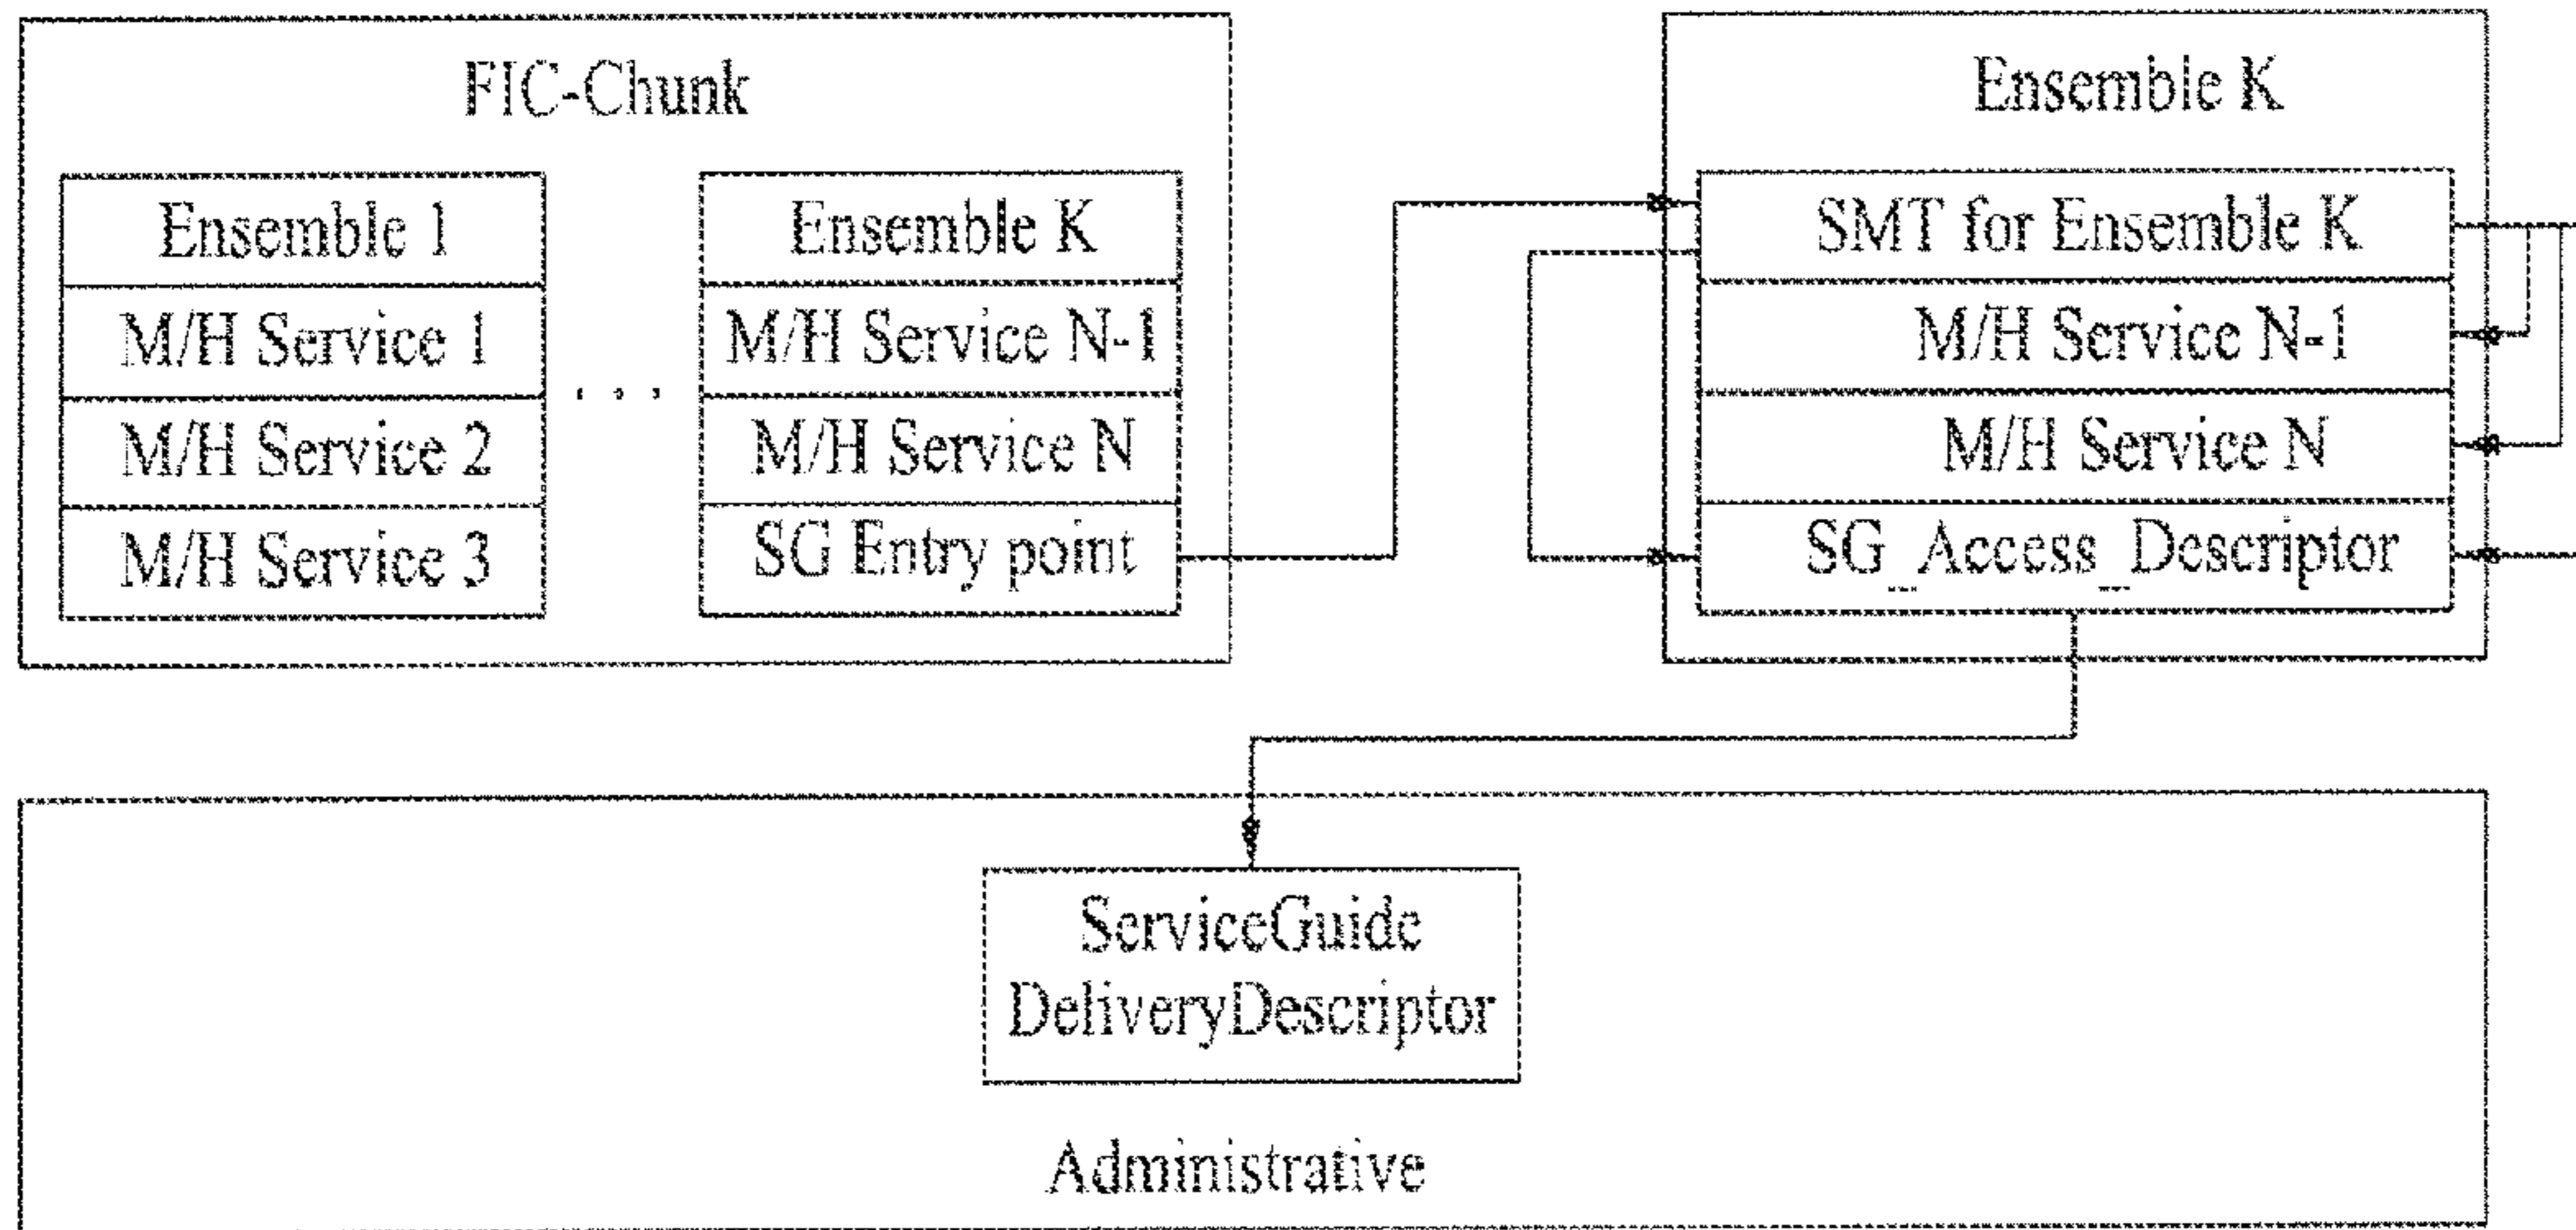 FIC-Chunk
Ensemble 1
M/H Service 1
M/H Service 2
M/H Service 3
. . .
Ensemble K
M/H Service N-1
M/H Service N
SG Entry point
Ensemble K
SMT for Ensemble K
M/H Service N-1
M/H Service N
SG_Access_Descriptor
ServiceGuide
DeliveryDescriptor
Administrative